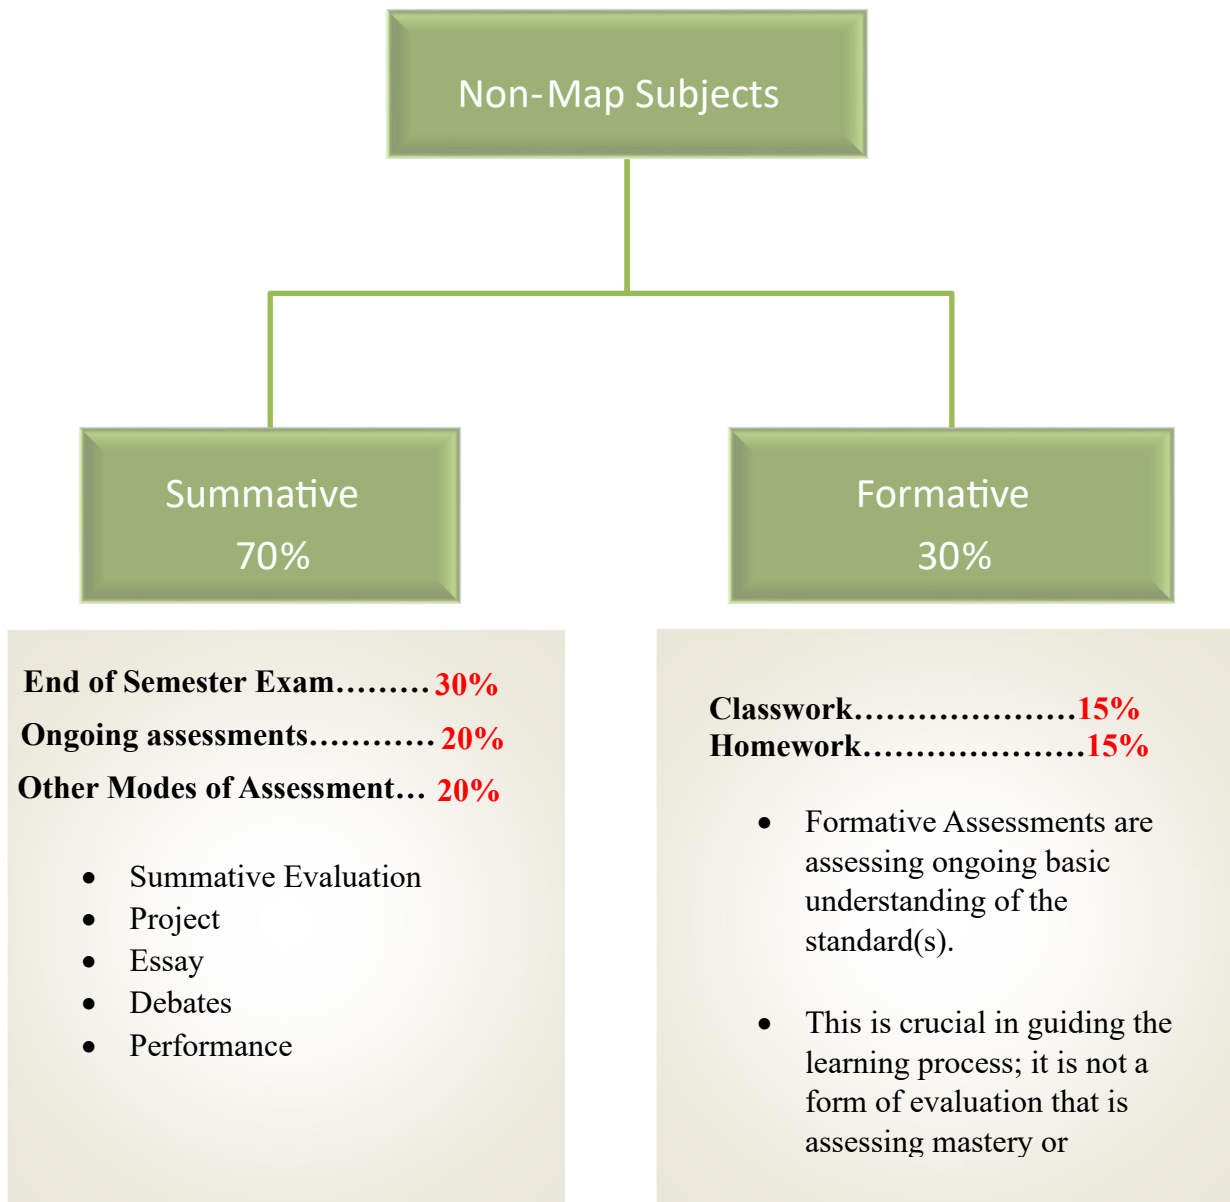 Non-Map Subjects
Summative
70%
End of Semester Exam......... 30%
Ongoing assessments............ 20%
Other Modes of Assessment... 20%
• Summative Evaluation
• Project
• Essay
• Debates
• Performance
Formative
30%
Classwork.....................15%
Homework.....................15%
• Formative Assessments are
assessing ongoing basic
understanding of the
standard(s).
• This is crucial in guiding the
learning process; it is not a
form of evaluation that is
assessing mastery or